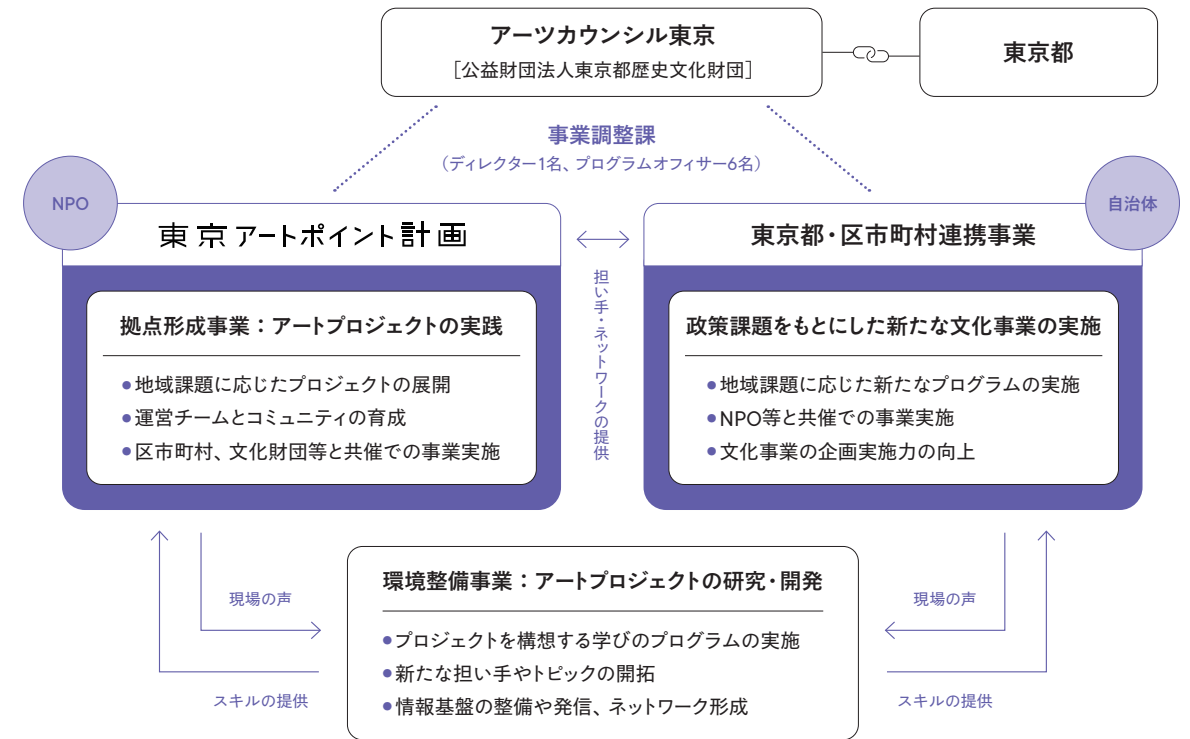 アーツカウンシル東京
［公益財団法人東京都歴史文化財団］
東京都
事業調整課
（ディレクター1名、プログラムオフィサー6名）
NPO
東京アートポイント計画
拠点形成事業：アートプロジェクトの実践
●地域課題に応じたプロジェクトの展開
●運営チームとコミュニティの育成
●区市町村、文化財団等と共催での事業実施
担い手・ネットワークの提供
自治体
東京都・区市町村連携事業
政策課題をもとにした新たな文化事業の実施
●地域課題に応じた新たなプログラムの実施
●NPO等と共催での事業実施
●文化事業の企画実施力の向上
現場の声
スキルの提供
環境整備事業：アートプロジェクトの研究・開発
●プロジェクトを構想する学びのプログラムの実施
●新たな担い手やトピックの開拓
●情報基盤の整備や発信、ネットワーク形成
現場の声
スキルの提供